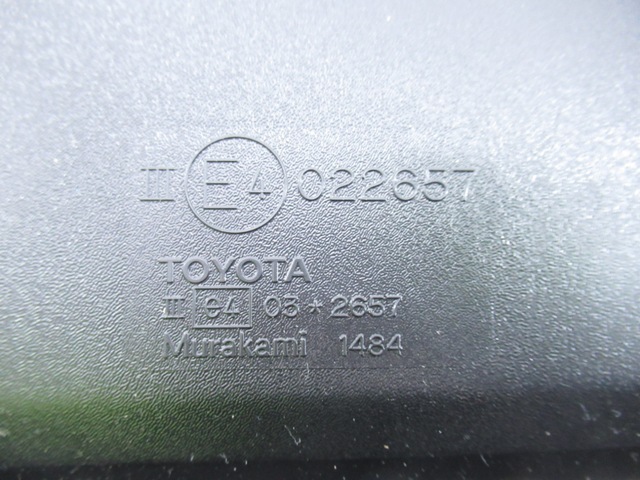 III E4 022657
TOYOTA
II e4 03*2657
Murakami 1484